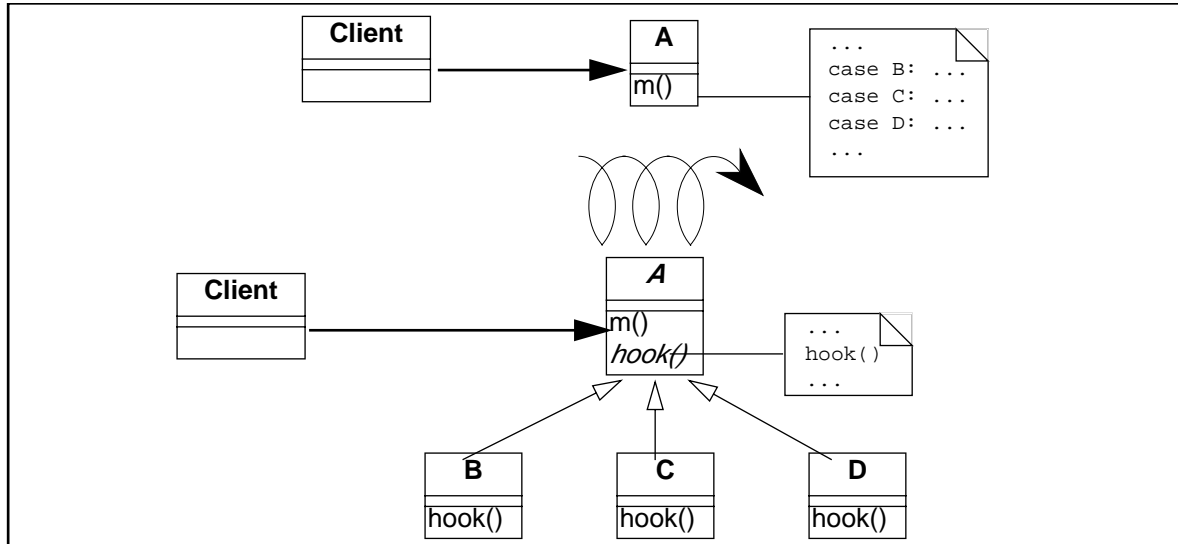 Client
A
m()
...
case B: ...
case C: ...
case D: ...
...
Client
A
m()
hook()
...
hook()
...
B
hook()
C
hook()
D
hook()